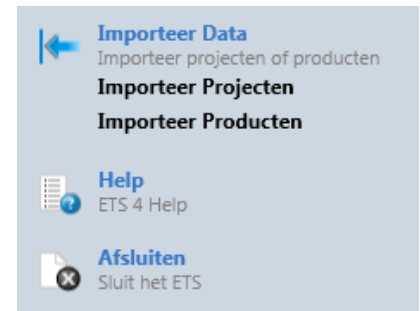 Importeer Data
Importeer projecten of producten
Importeer Projecten
Importeer Producten
Help
ETS 4 Help
Afsluiten
Sluit het ETS